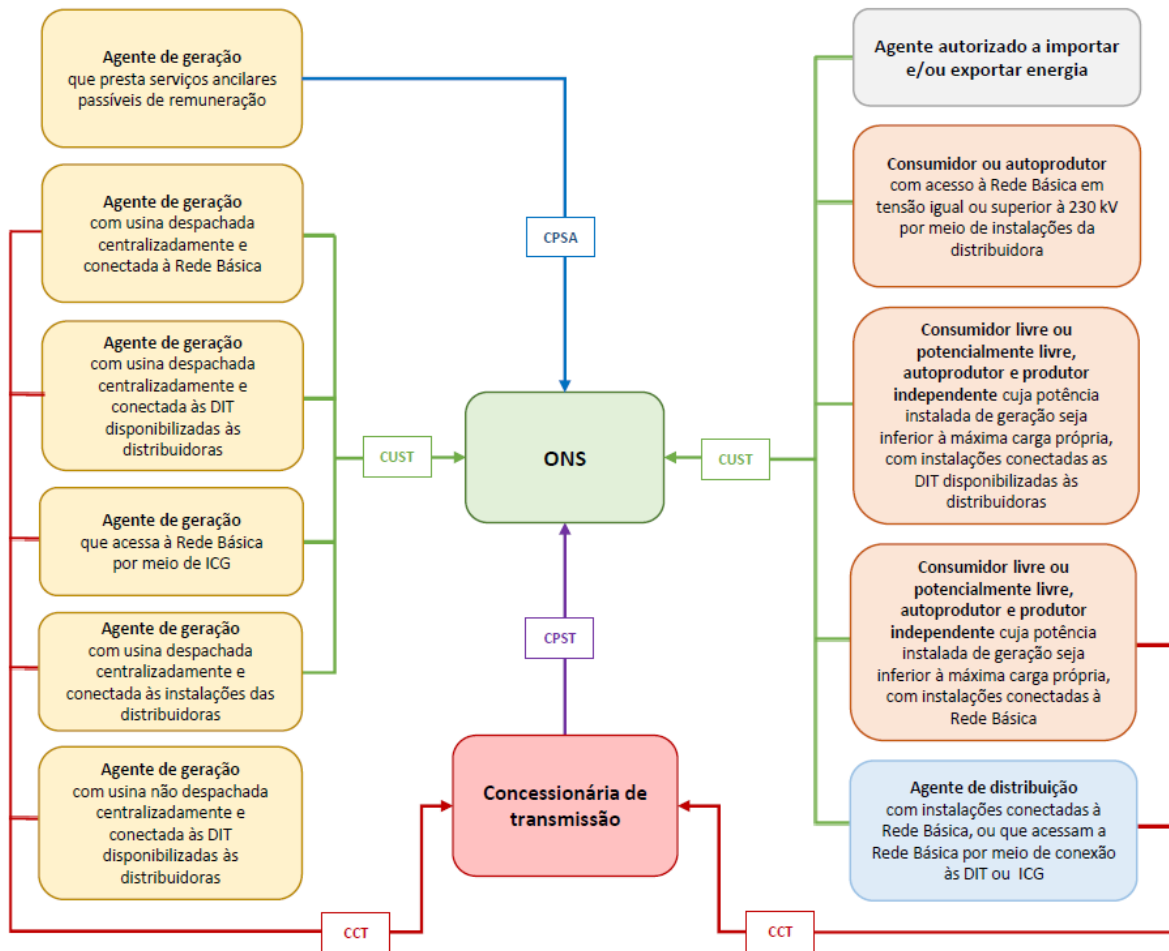 Agente de geração
que presta serviços ancilares
passíveis de remuneração
Agente de geração
com usina despachada
centralizadamente e
conectada à Rede Básica
Agente de geração
com usina despachada
centralizadamente e
conectada às DIT
disponibilizadas às
distribuidoras
Agente de geração
que acessa à Rede Básica
por meio de ICG
Agente de geração
com usina despachada
centralizadamente e
conectada às instalações das
distribuidoras
Agente de geração
com usina não despachada
centralizadamente e
conectada às DIT
disponibilizadas às
distribuidoras
CPSA
CUST
ONS
CUST
CPST
Concessionária de
transmissão
CCT
CCT
Agente autorizado a importar
e/ou exportar energia
Consumidor ou autoprodutor
com acesso à Rede Básica em
tensão igual ou superior à 230 kV
por meio de instalações da
distribuidora
Consumidor livre ou
potencialmente livre,
autoprodutor e produtor
independente cuja potência
instalada de geração seja
inferior à máxima carga própria,
com instalações conectadas as
DIT disponibilizadas às
distribuidoras
Consumidor livre ou
potencialmente livre,
autoprodutor e produtor
independente cuja potência
instalada de geração seja
inferior à máxima carga própria,
com instalações conectadas à
Rede Básica
Agente de distribuição
com instalações conectadas à
Rede Básica, ou que acessam a
Rede Básica por meio de conexão
às DIT ou ICG